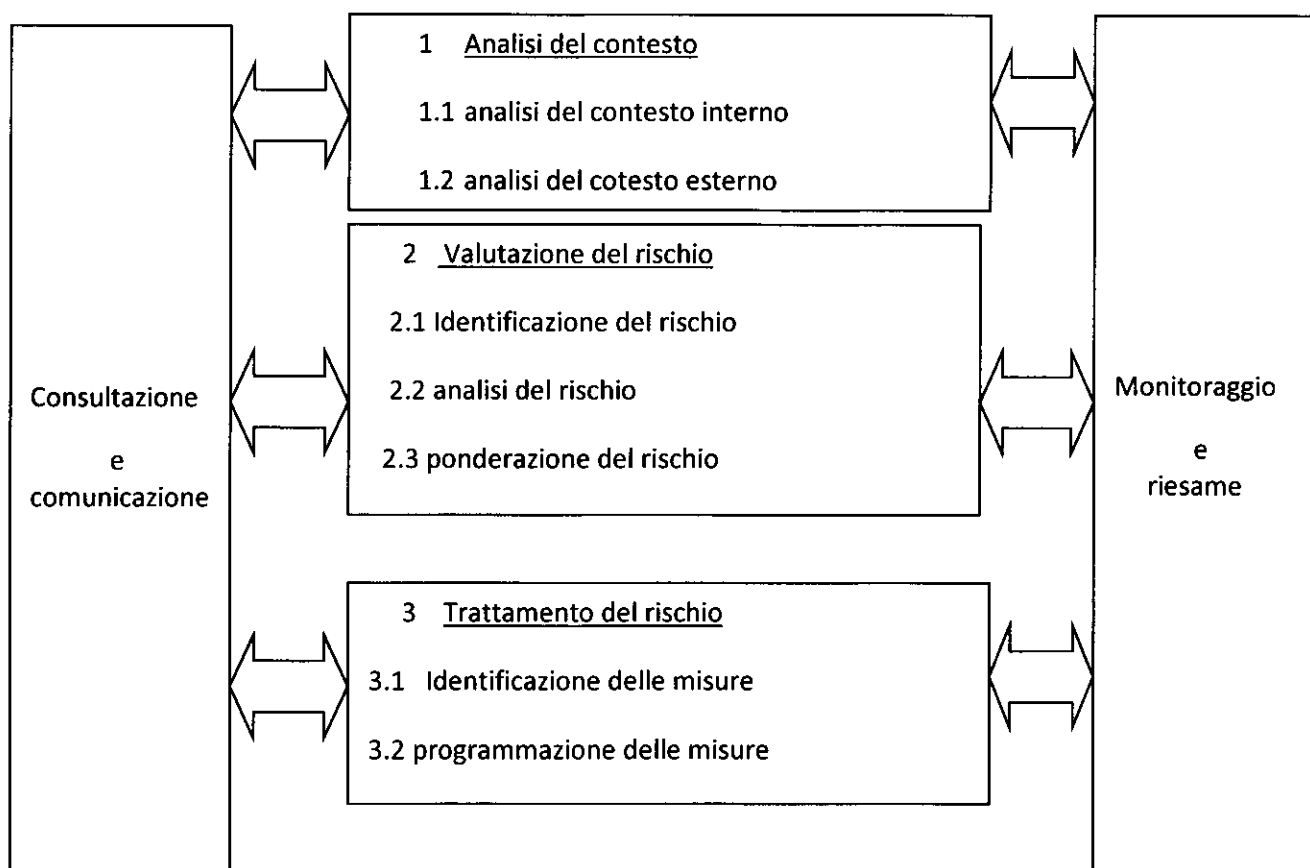 1 Analisi del contesto
1.1 analisi del contesto interno
1.2 analisi del cotesto esterno
2 Valutazione del rischio
2.1 Identificazione del rischio
2.2 analisi del rischio
2.3 ponderazione del rischio
Consultazione
e
comunicazione
Monitoraggio
e
riesame
3 Trattamento del rischio
3.1 Identificazione delle misure
3.2 programmazione delle misure